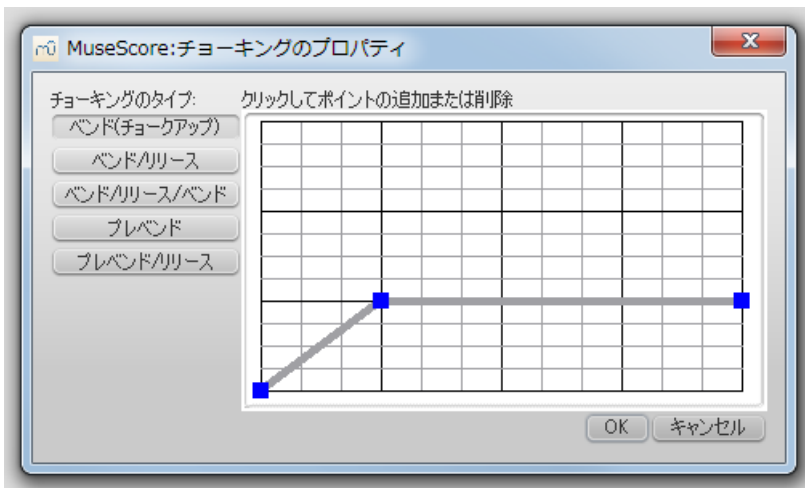 MuseScore:チョーキングのプロパティ
チョーキングのタイプ:
クリックしてポイントの追加または削除
ベンド(チョークアップ)
ベンド/リリース
ベンド/リリース/ベンド
プレベンド
プレベンド/リリース
OK
キャンセル